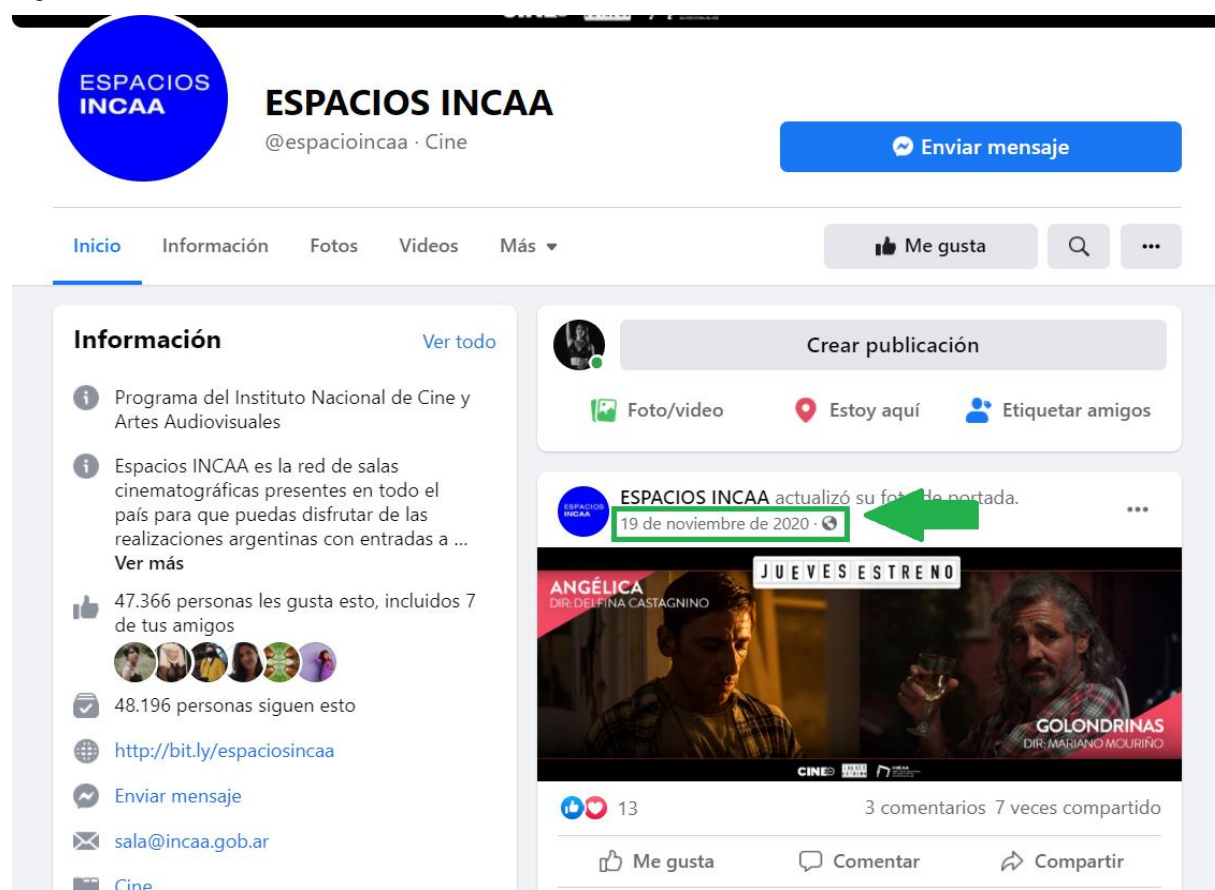 ESPACIOS
INCAA
ESPACIOS INCAA
@espacioincaa · Cine
Enviar mensaje
Inicio
Información
Fotos
Videos
Más
Me gusta
Información
Ver todo
Programa del Instituto Nacional de Cine y
Artes Audiovisuales
Espacios INCAA es la red de salas
cinematográficas presentes en todo el
país para que puedas disfrutar de las
realizaciones argentinas con entradas a ...
Ver más
47.366 personas les gusta esto, incluidos 7
de tus amigos
48.196 personas siguen esto
http://bit.ly/espaciosincaa
Enviar mensaje
sala@incaa.gob.ar
Cine
Crear publicación
Foto/video
Estoy aquí
Etiquetar amigos
ESPACIOS
INCAA
ESPACIOS INCAA actualizó su foto de portada.
19 de noviembre de 2020 ·
JUEVES ESTRENO
ANGÉLICA
DIR: DELFINA CASTAGNINO
GOLONDRINAS
DIR: MARIANO MOURIÑO
13
3 comentarios 7 veces compartido
Me gusta
Comentar
Compartir